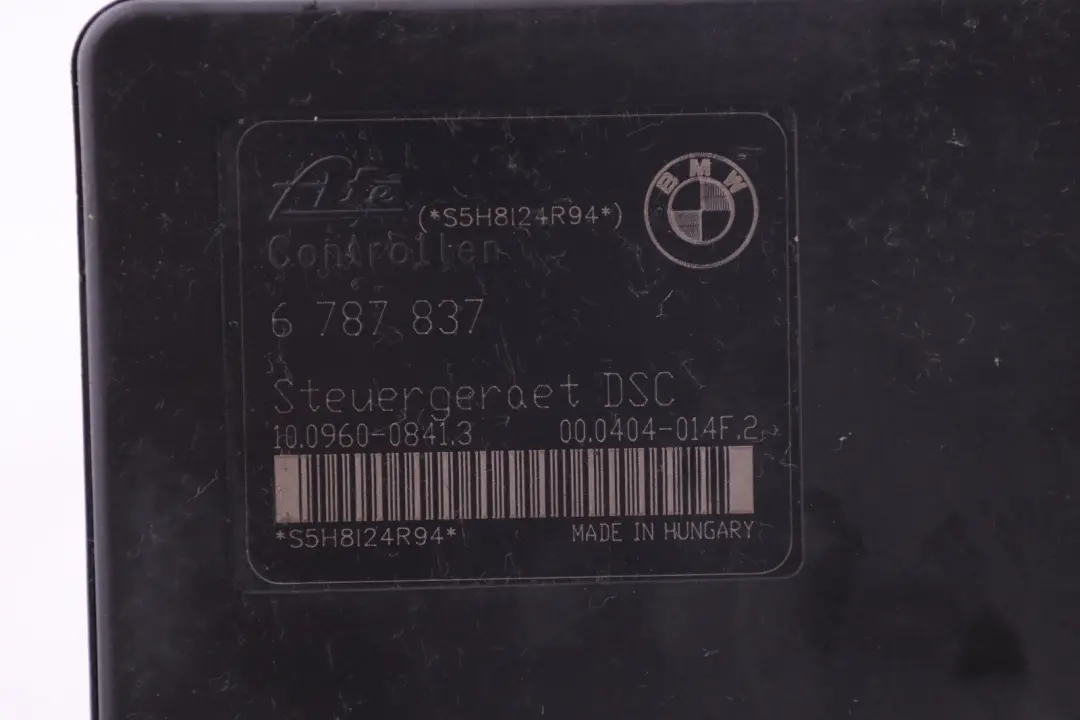 Ate
BMW
(*S5H8I24R94*)
Controller
6 787 837
Steuergeraet DSC
10.0960-0841.3 00.0404-014F.2
*S5H8I24R94*
MADE IN HUNGARY